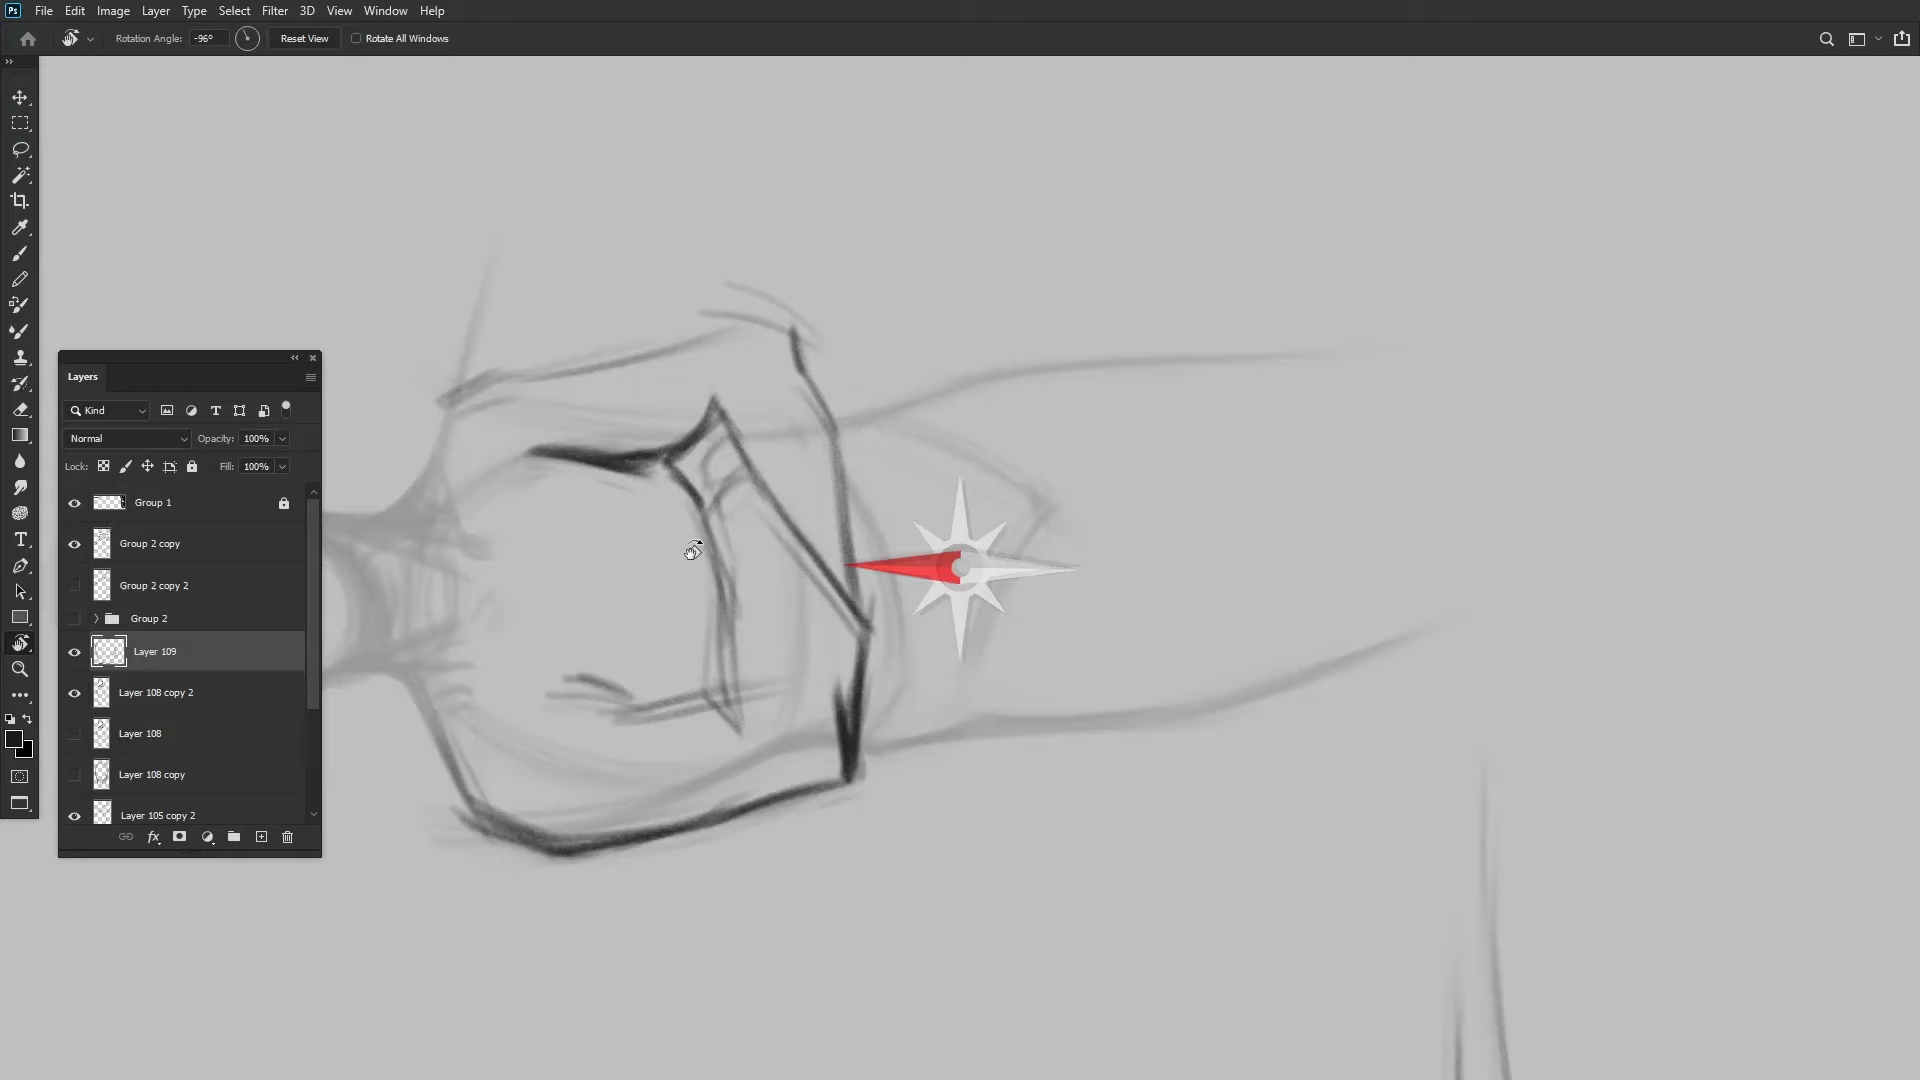 Ps File Edit Image Layer Type Select Filter 3D View Window Help
Rotation Angle: -96° Reset View Rotate All Windows
Layers
Kind
Normal Opacity: 100%
Lock: Fill: 100%
Group 1
Group 2 copy
Group 2 copy 2
Group 2
Layer 109
Layer 108 copy 2
Layer 108
Layer 108 copy
Layer 105 copy 2
fx